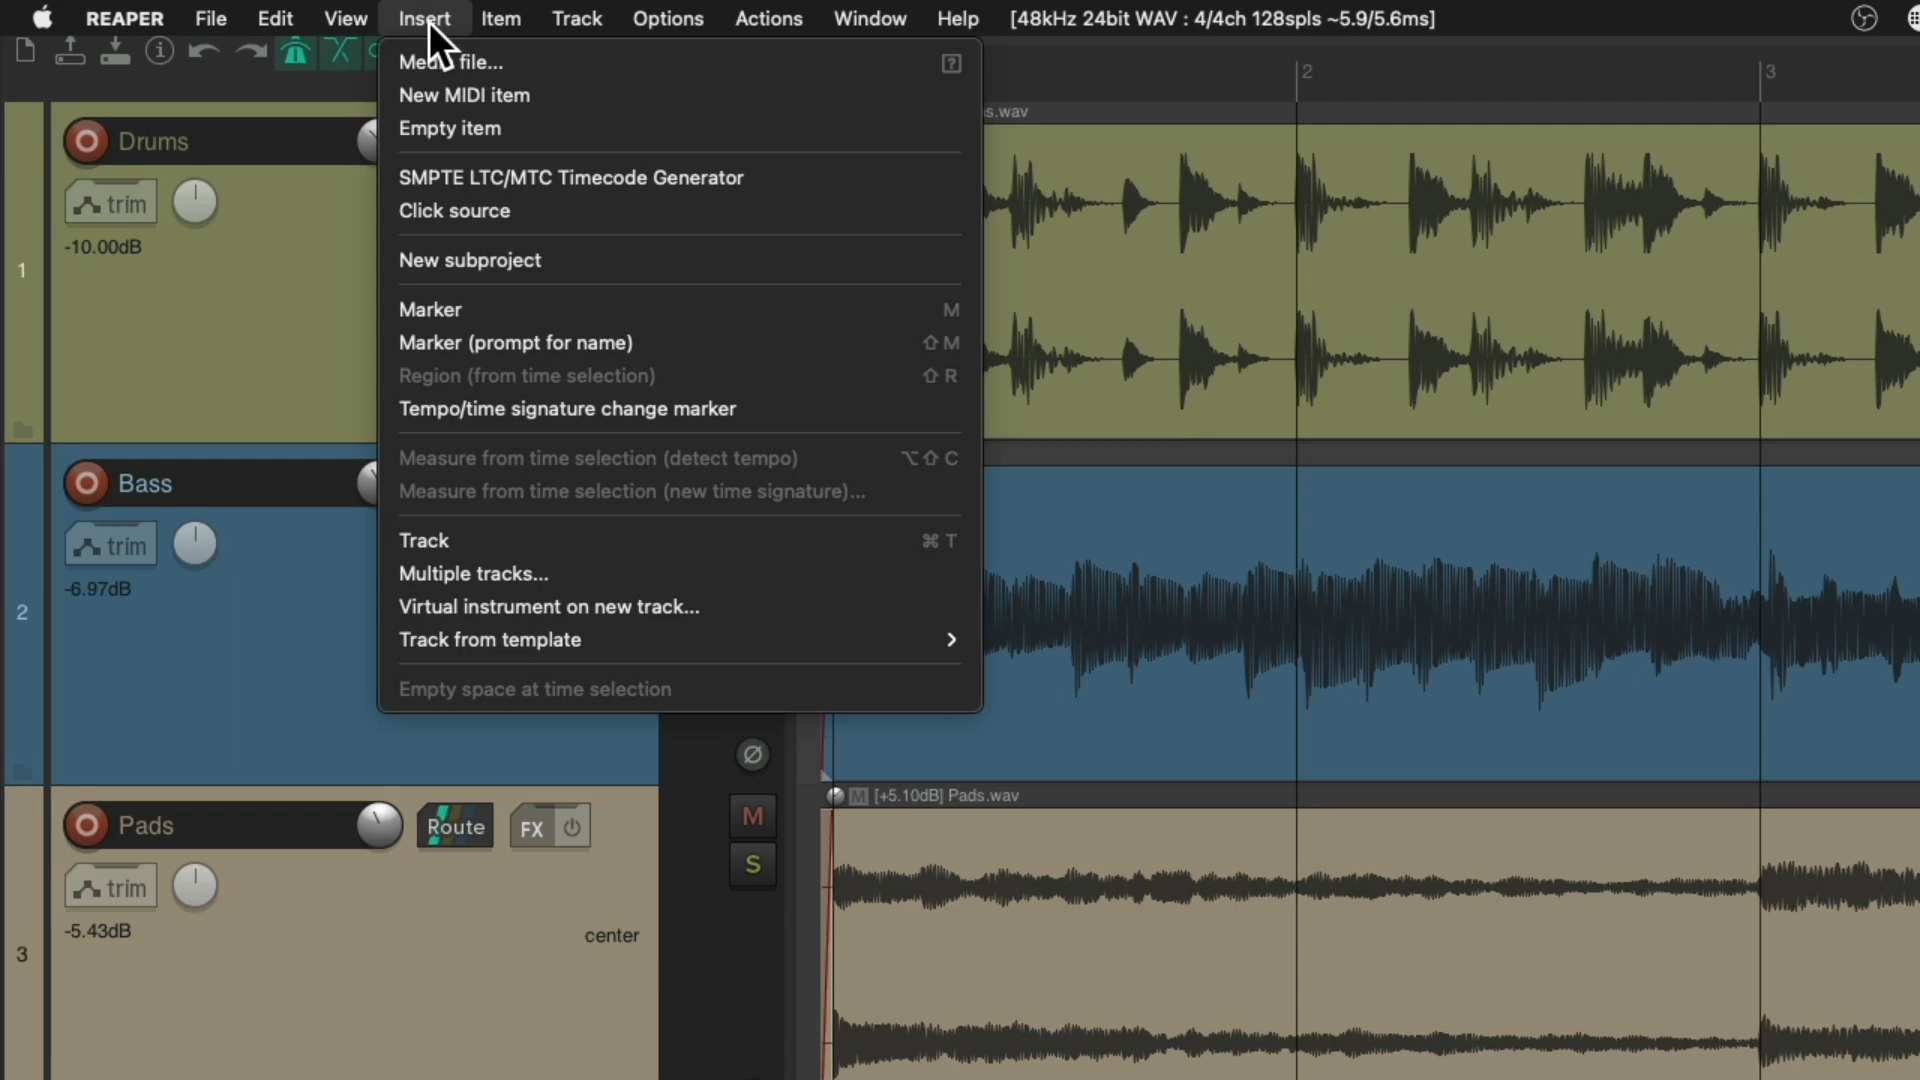 REAPER File Edit View Insert Item Track Options Actions Window Help [48kHz 24bit WAV : 4/4ch 128spls ~5.9/5.6ms]
file...
New MIDI item
Empty item
SMPTE LTC/MTC Timecode Generator
Click source
New subproject
Marker M
Marker (prompt for name) ⇧ M
Region (from time selection) ⇧ R
Tempo/time signature change marker
Measure from time selection (detect tempo) ⌥⇧ C
Measure from time selection (new time signature)...
Track ⌘ T
Multiple tracks...
Virtual instrument on new track...
Track from template
Empty space at time selection
2
3
s.wav
1
Drums
trim
-10.00dB
2
Bass
trim
-6.97dB
Ø
M
S
3
Pads
Route
FX
trim
-5.43dB
center
M [+5.10dB] Pads.wav